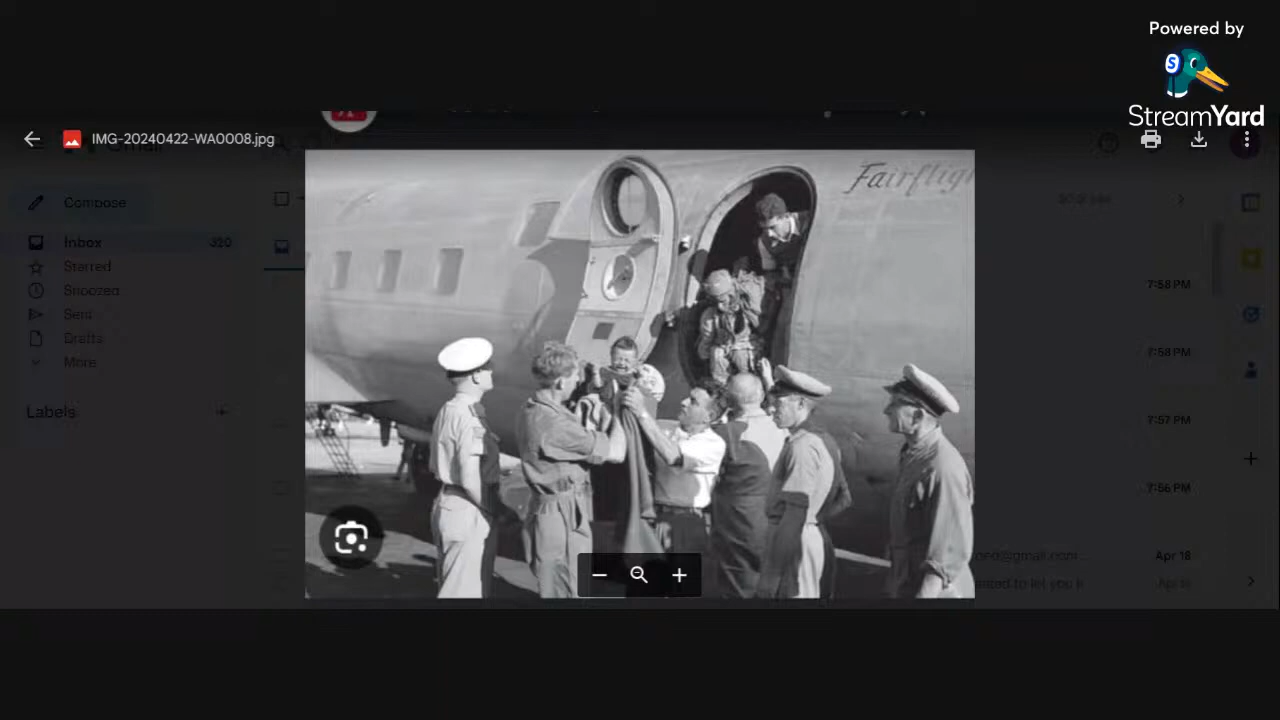 Powered by
StreamYard
IMG-20240422-WA0008.jpg
Compose
Inbox 320
Starred
Snoozed
Sent
Drafts
More
Labels
Fairflig
7:58 PM
7:58 PM
7:57 PM
7:56 PM
Apr 18